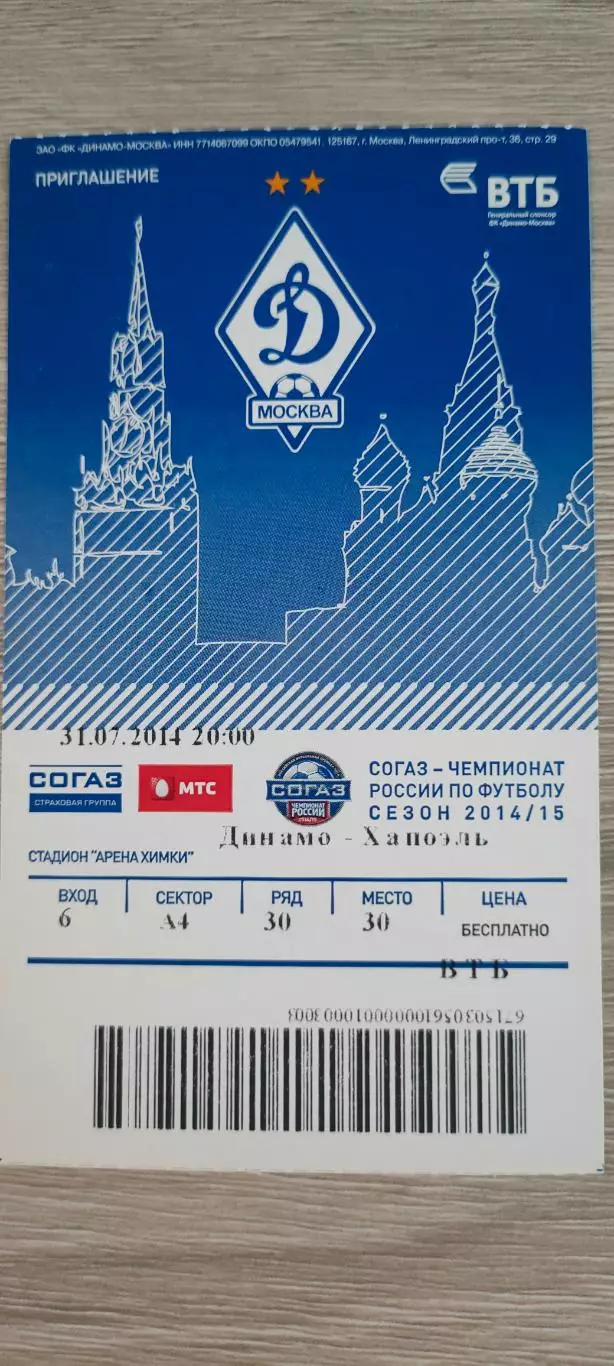 ЗАО «ФК «ДИНАМО-МОСКВА» ИНН 7714067099 ОКПО 05479541, 125167, г. Москва, Ленинградский про-т, 36, стр. 29
ПРИГЛАШЕНИЕ
ВТБ
Генеральный спонсор
ФК «Динамо-Москва»
Д
МОСКВА
31.07.2014 20:00
СОГАЗ
СТРАХОВАЯ ГРУППА
МТС
СОГАЗ
ЧЕМПИОНАТ
РОССИИ
СОГАЗ – ЧЕМПИОНАТ
РОССИИ ПО ФУТБОЛУ
СЕЗОН 2014/15
Динамо - Хапоэль
СТАДИОН "АРЕНА ХИМКИ"
ВХОД СЕКТОР РЯД МЕСТО ЦЕНА
6 А4 30 30 БЕСПЛАТНО
ВТБ